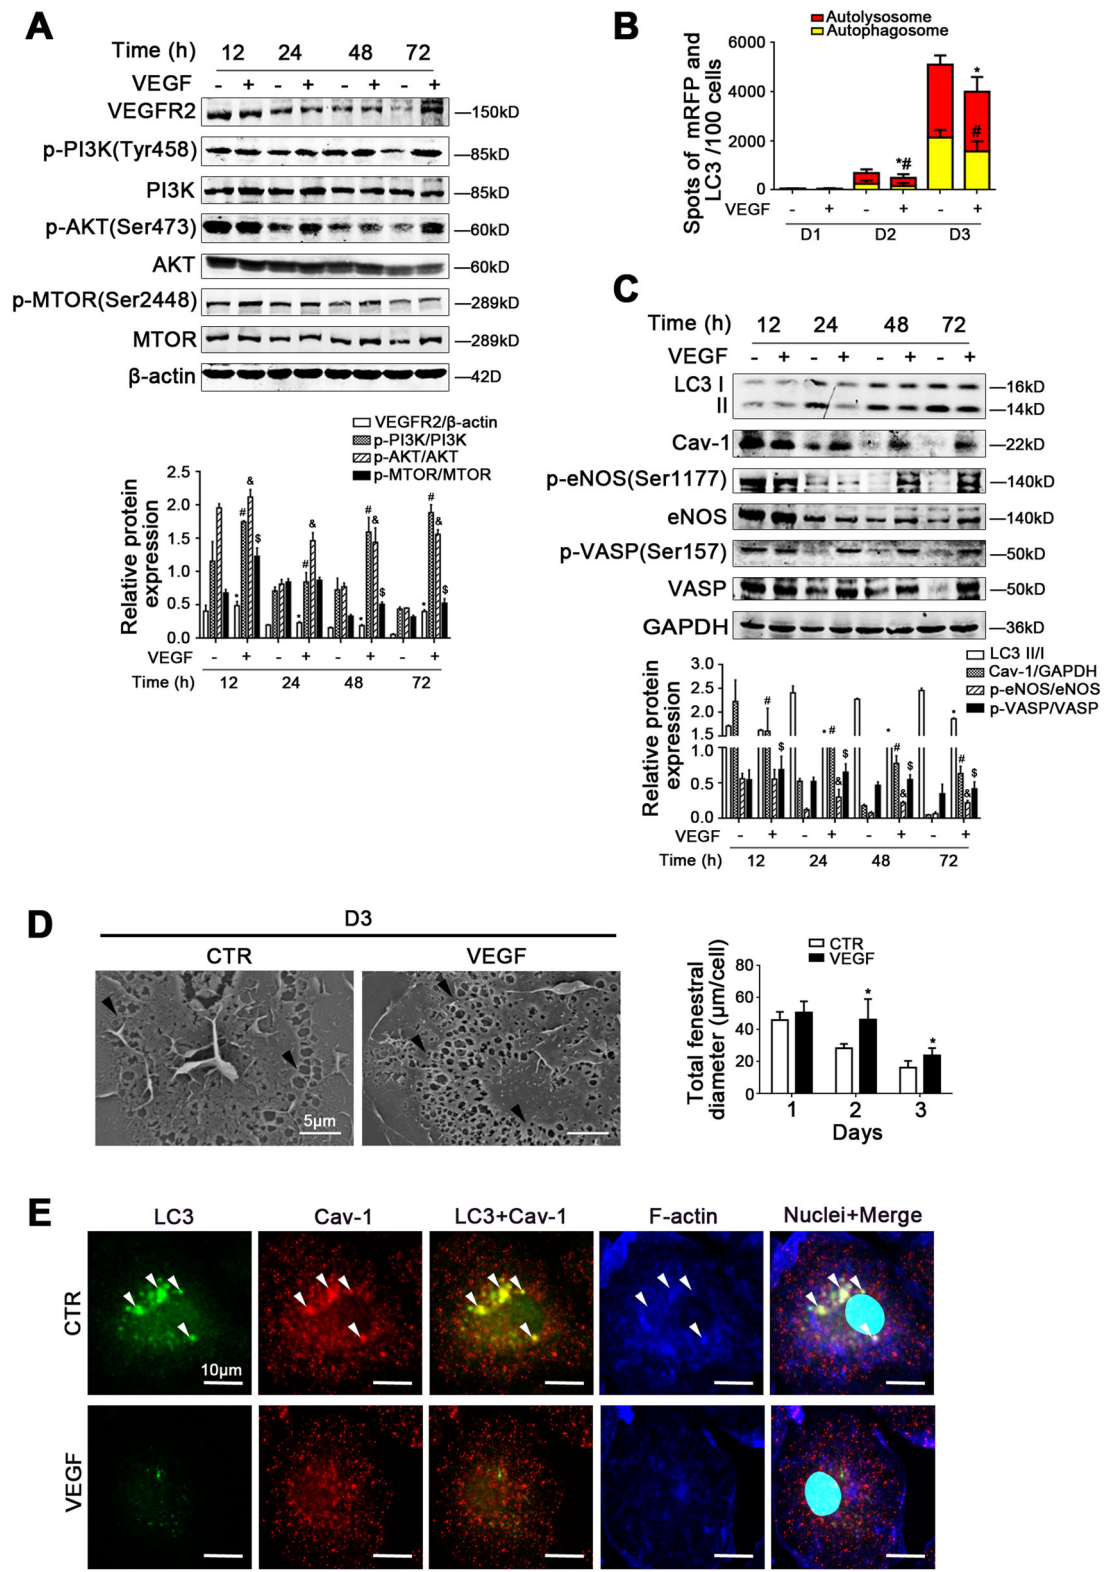 A
Time (h) 12 24 48 72
VEGF - + - + - + - +
VEGFR2 —150kD
p-PI3K(Tyr458) —85kD
PI3K —85kD
p-AKT(Ser473) —60kD
AKT —60kD
p-MTOR(Ser2448) —289kD
MTOR —289kD
β-actin —42D
VEGFR2/β-actin
p-PI3K/PI3K
p-AKT/AKT
p-MTOR/MTOR
Relative protein
expression
2.5
2.0
1.5
1.0
0.5
0.0
* # & $ * # & * # & $ * # & $
VEGF - + - + - + - +
Time (h) 12 24 48 72
B
Autolysosome
Autophagosome
Spots of mRFP and
LC3 /100 cells
6000
4000
2000
0
*# * #
VEGF - + - + - +
D1 D2 D3
C
Time (h) 12 24 48 72
VEGF - + - + - + - +
LC3 I —16kD
II —14kD
Cav-1 —22kD
p-eNOS(Ser1177) —140kD
eNOS —140kD
p-VASP(Ser157) —50kD
VASP —50kD
GAPDH —36kD
LC3 II/I
Cav-1/GAPDH
p-eNOS/eNOS
p-VASP/VASP
Relative protein
expression
3.0
2.5
2.0
1.5
1.0
0.5
0.0
# $ * # & $ * # & $ * # & $
VEGF - + - + - + - +
Time (h) 12 24 48 72
D
D3
CTR VEGF
5μm
CTR
VEGF
Total fenestral
diameter (μm/cell)
80
60
40
20
0
* *
1 2 3
Days
E
LC3 Cav-1 LC3+Cav-1 F-actin Nuclei+Merge
CTR
10μm
VEGF